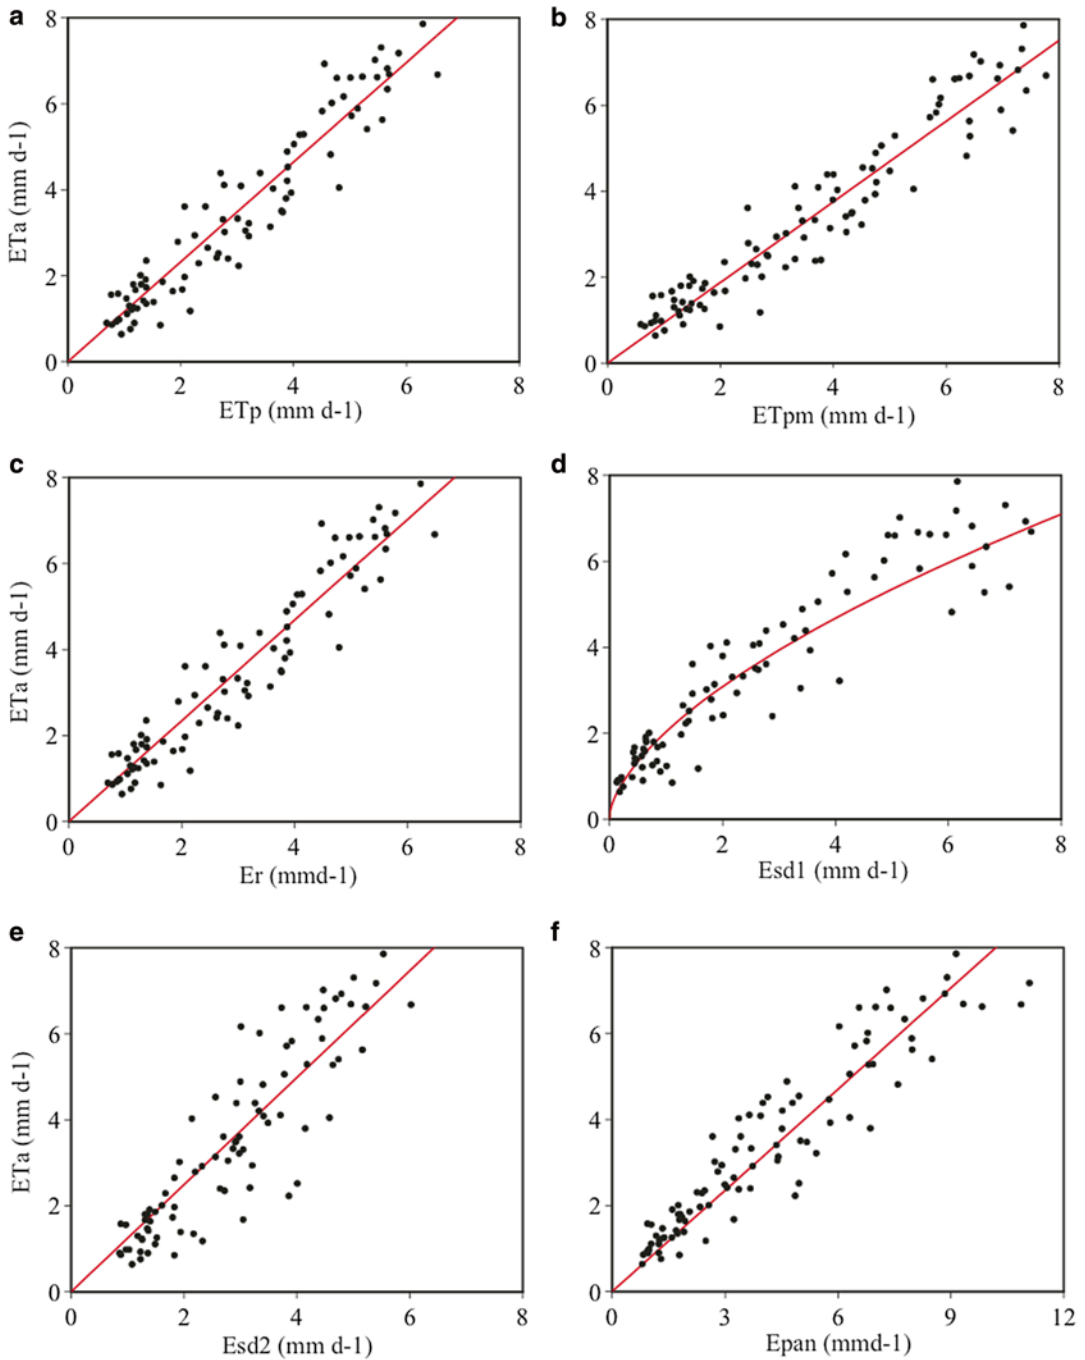 a
8
6
4
2
0
ETa (mm d-1)
0 2 4 6 8
ETp (mm d-1)
b
8
6
4
2
0
0 2 4 6 8
ETpm (mm d-1)
c
8
6
4
2
0
ETa (mm d-1)
0 2 4 6 8
Er (mmd-1)
d
8
6
4
2
0
0 2 4 6 8
Esd1 (mm d-1)
e
8
6
4
2
0
ETa (mm d-1)
0 2 4 6 8
Esd2 (mm d-1)
f
8
6
4
2
0
0 3 6 9 12
Epan (mmd-1)